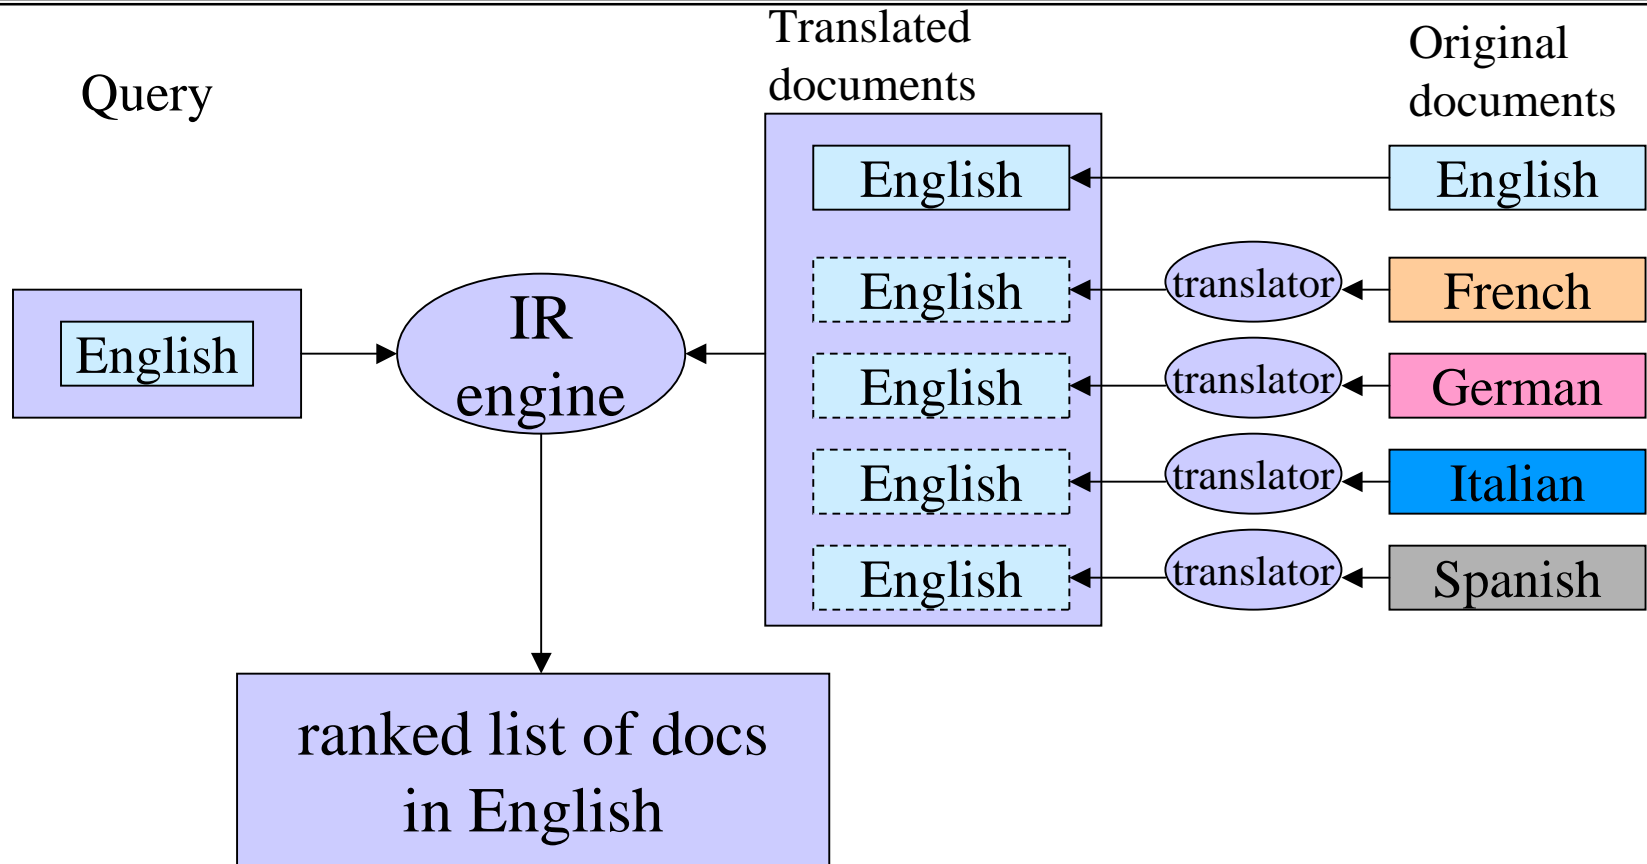 Query
Translated
documents
Original
documents
English
English
English
translator
French
English
IR
engine
English
translator
German
English
translator
Italian
English
translator
Spanish
ranked list of docs
in English